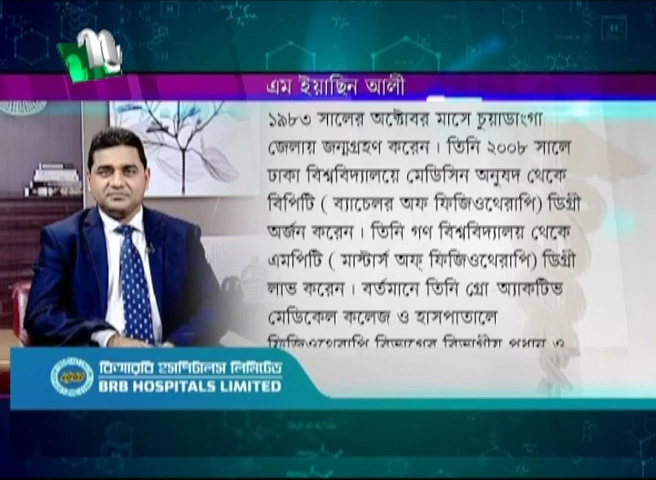 এম ইয়াছিন আলী
১৯৮৩ সালের অক্টোবর মাসে চুয়াডাংগা
জেলায় জন্মগ্রহণ করেন । তিনি ২০০৮ সালে
ঢাকা বিশ্ববিদ্যালয়ে মেডিসিন অনুষদ থেকে
বিপিটি ( ব্যাচেলর অফ ফিজিওথেরাপি) ডিগ্রী
অর্জন করেন । তিনি গণ বিশ্ববিদ্যালয় থেকে
এমপিটি ( মাস্টার্স অফ্ ফিজিওথেরাপি) ডিগ্রী
লাভ করেন । বর্তমানে তিনি প্রো অ্যাকটিভ
মেডিকেল কলেজ ও হাসপাতালে
ফিজিওথেরাপি বিভাগের বিভাগীয় প্রধান ও
বিআরবি হসপিটালস লিমিটেড
BRB HOSPITALS LIMITED